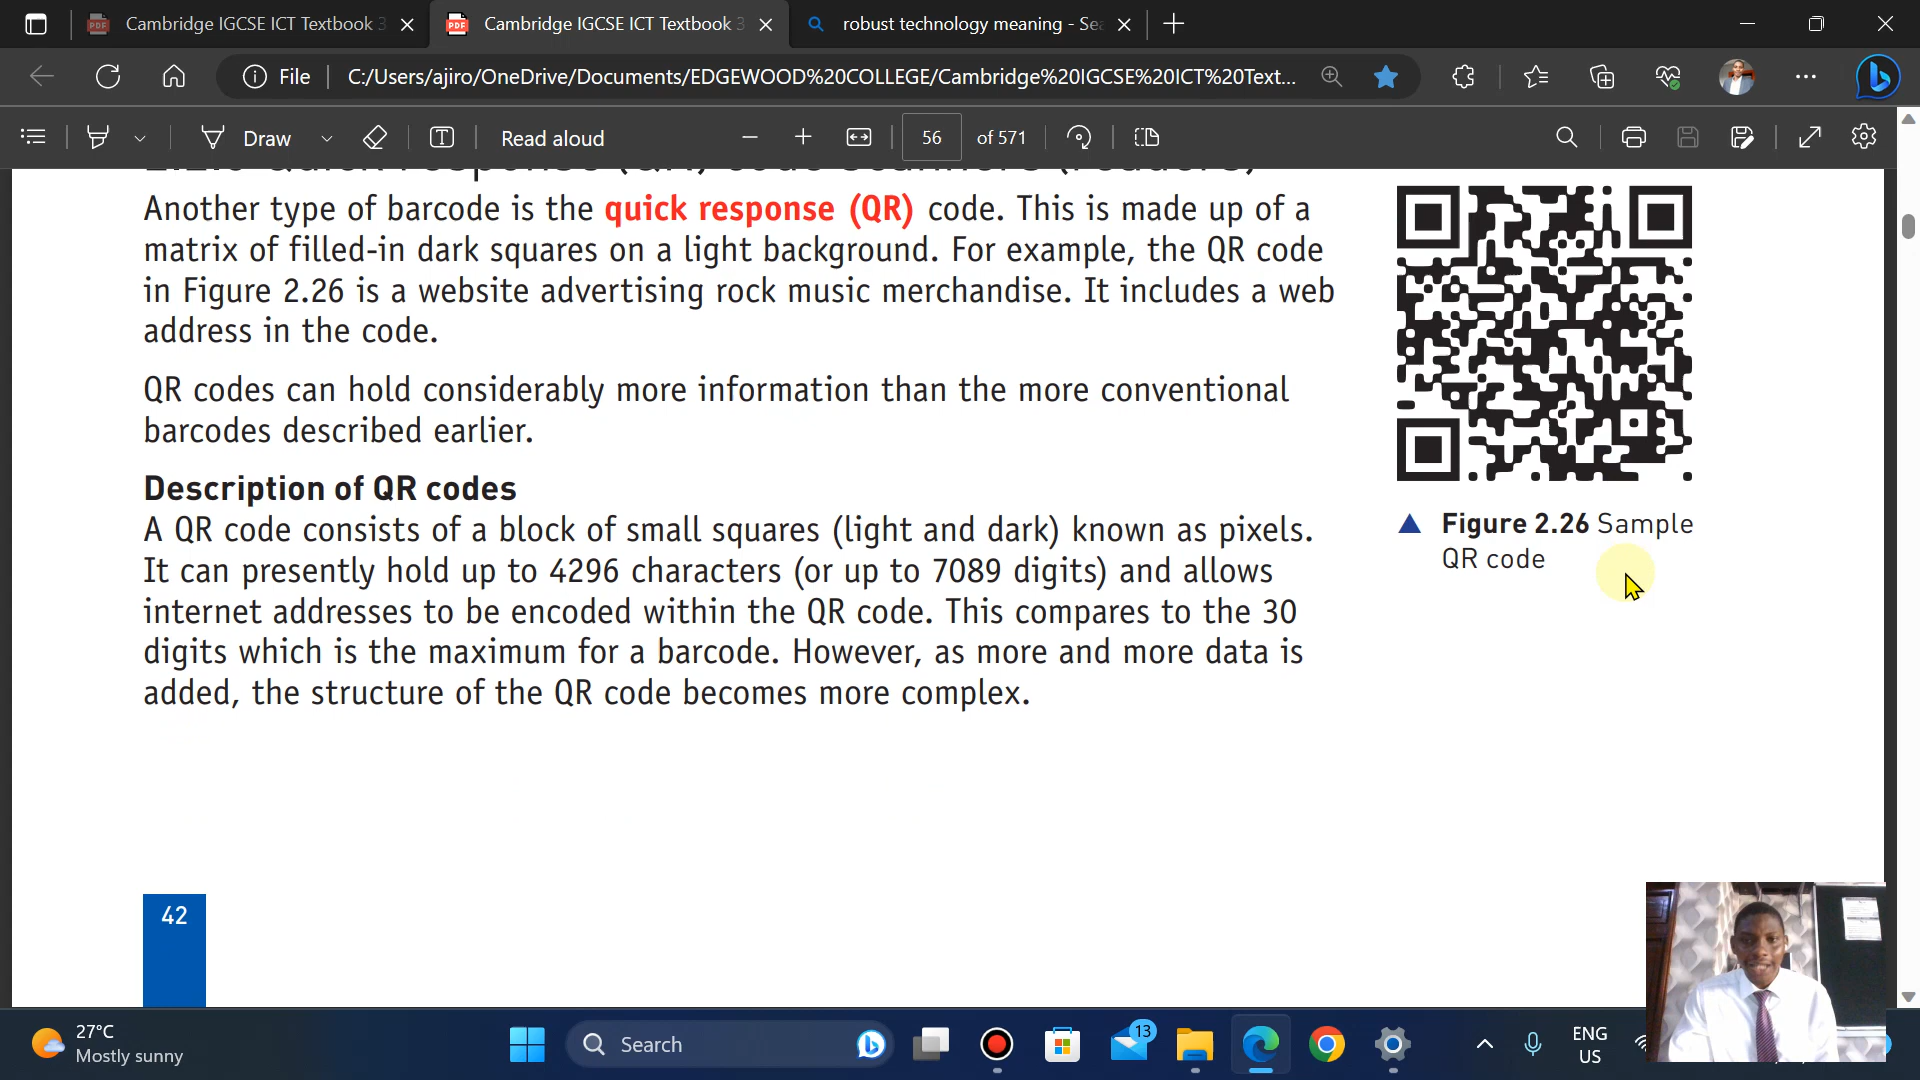 Cambridge IGCSE ICT Textbook 3
Cambridge IGCSE ICT Textbook 3
robust technology meaning - Sea
File
C:/Users/ajiro/OneDrive/Documents/EDGEWOOD%20COLLEGE/Cambridge%20IGCSE%20ICT%20Text...
Draw
Read aloud
56
of 571
Another type of barcode is the quick response (QR) code. This is made up of a
matrix of filled-in dark squares on a light background. For example, the QR code
in Figure 2.26 is a website advertising rock music merchandise. It includes a web
address in the code.
QR codes can hold considerably more information than the more conventional
barcodes described earlier.
Description of QR codes
A QR code consists of a block of small squares (light and dark) known as pixels.
It can presently hold up to 4296 characters (or up to 7089 digits) and allows
internet addresses to be encoded within the QR code. This compares to the 30
digits which is the maximum for a barcode. However, as more and more data is
added, the structure of the QR code becomes more complex.
▲ Figure 2.26 Sample
QR code
42
27°C
Mostly sunny
Search
13
ENG
US